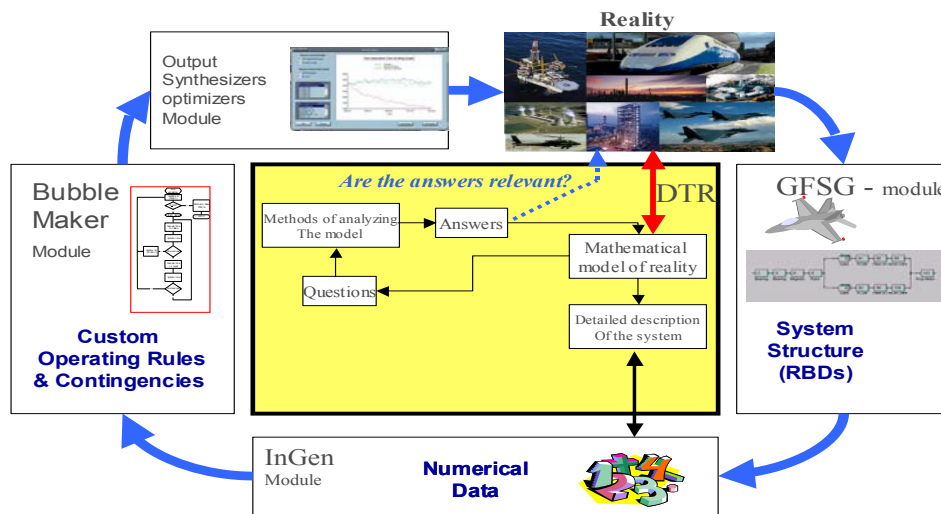 Reality
Output
Synthesizers
optimizers
Module
Bubble
Maker
Module
Custom
Operating Rules
& Contingencies
Are the answers relevant?
DTR
Methods of analyzing
The model
Answers
Mathematical
model of reality
Questions
Detailed description
Of the system
GFSG - module
System
Structure
(RBDs)
InGen
Module
Numerical
Data